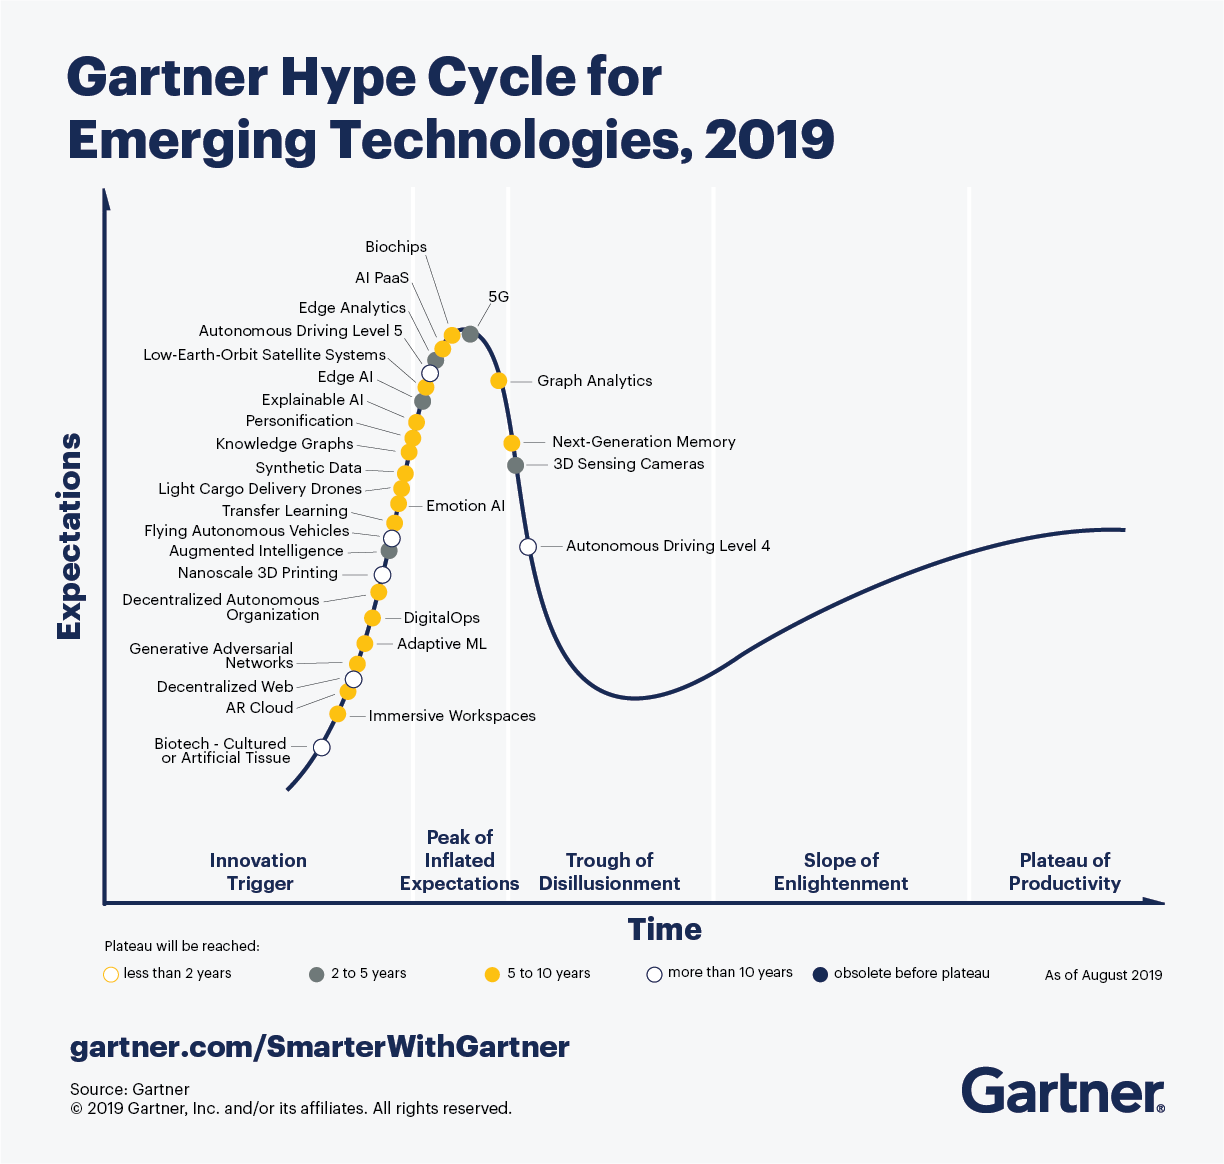 Gartner Hype Cycle for
Emerging Technologies, 2019
Expectations
Biochips
AI PaaS
5G
Edge Analytics
Autonomous Driving Level 5
Low-Earth-Orbit Satellite Systems
Edge AI
Graph Analytics
Explainable AI
Personification
Knowledge Graphs
Next-Generation Memory
3D Sensing Cameras
Synthetic Data
Light Cargo Delivery Drones
Emotion AI
Transfer Learning
Flying Autonomous Vehicles
Augmented Intelligence
Autonomous Driving Level 4
Nanoscale 3D Printing
Decentralized Autonomous
Organization
DigitalOps
Adaptive ML
Generative Adversarial
Networks
Decentralized Web
AR Cloud
Immersive Workspaces
Biotech - Cultured
or Artificial Tissue
Innovation
Trigger
Peak of
Inflated
Expectations
Trough of
Disillusionment
Slope of
Enlightenment
Plateau of
Productivity
Time
Plateau will be reached:
less than 2 years
2 to 5 years
5 to 10 years
more than 10 years
obsolete before plateau
As of August 2019
gartner.com/SmarterWithGartner
Source: Gartner
© 2019 Gartner, Inc. and/or its affiliates. All rights reserved.
Gartner®